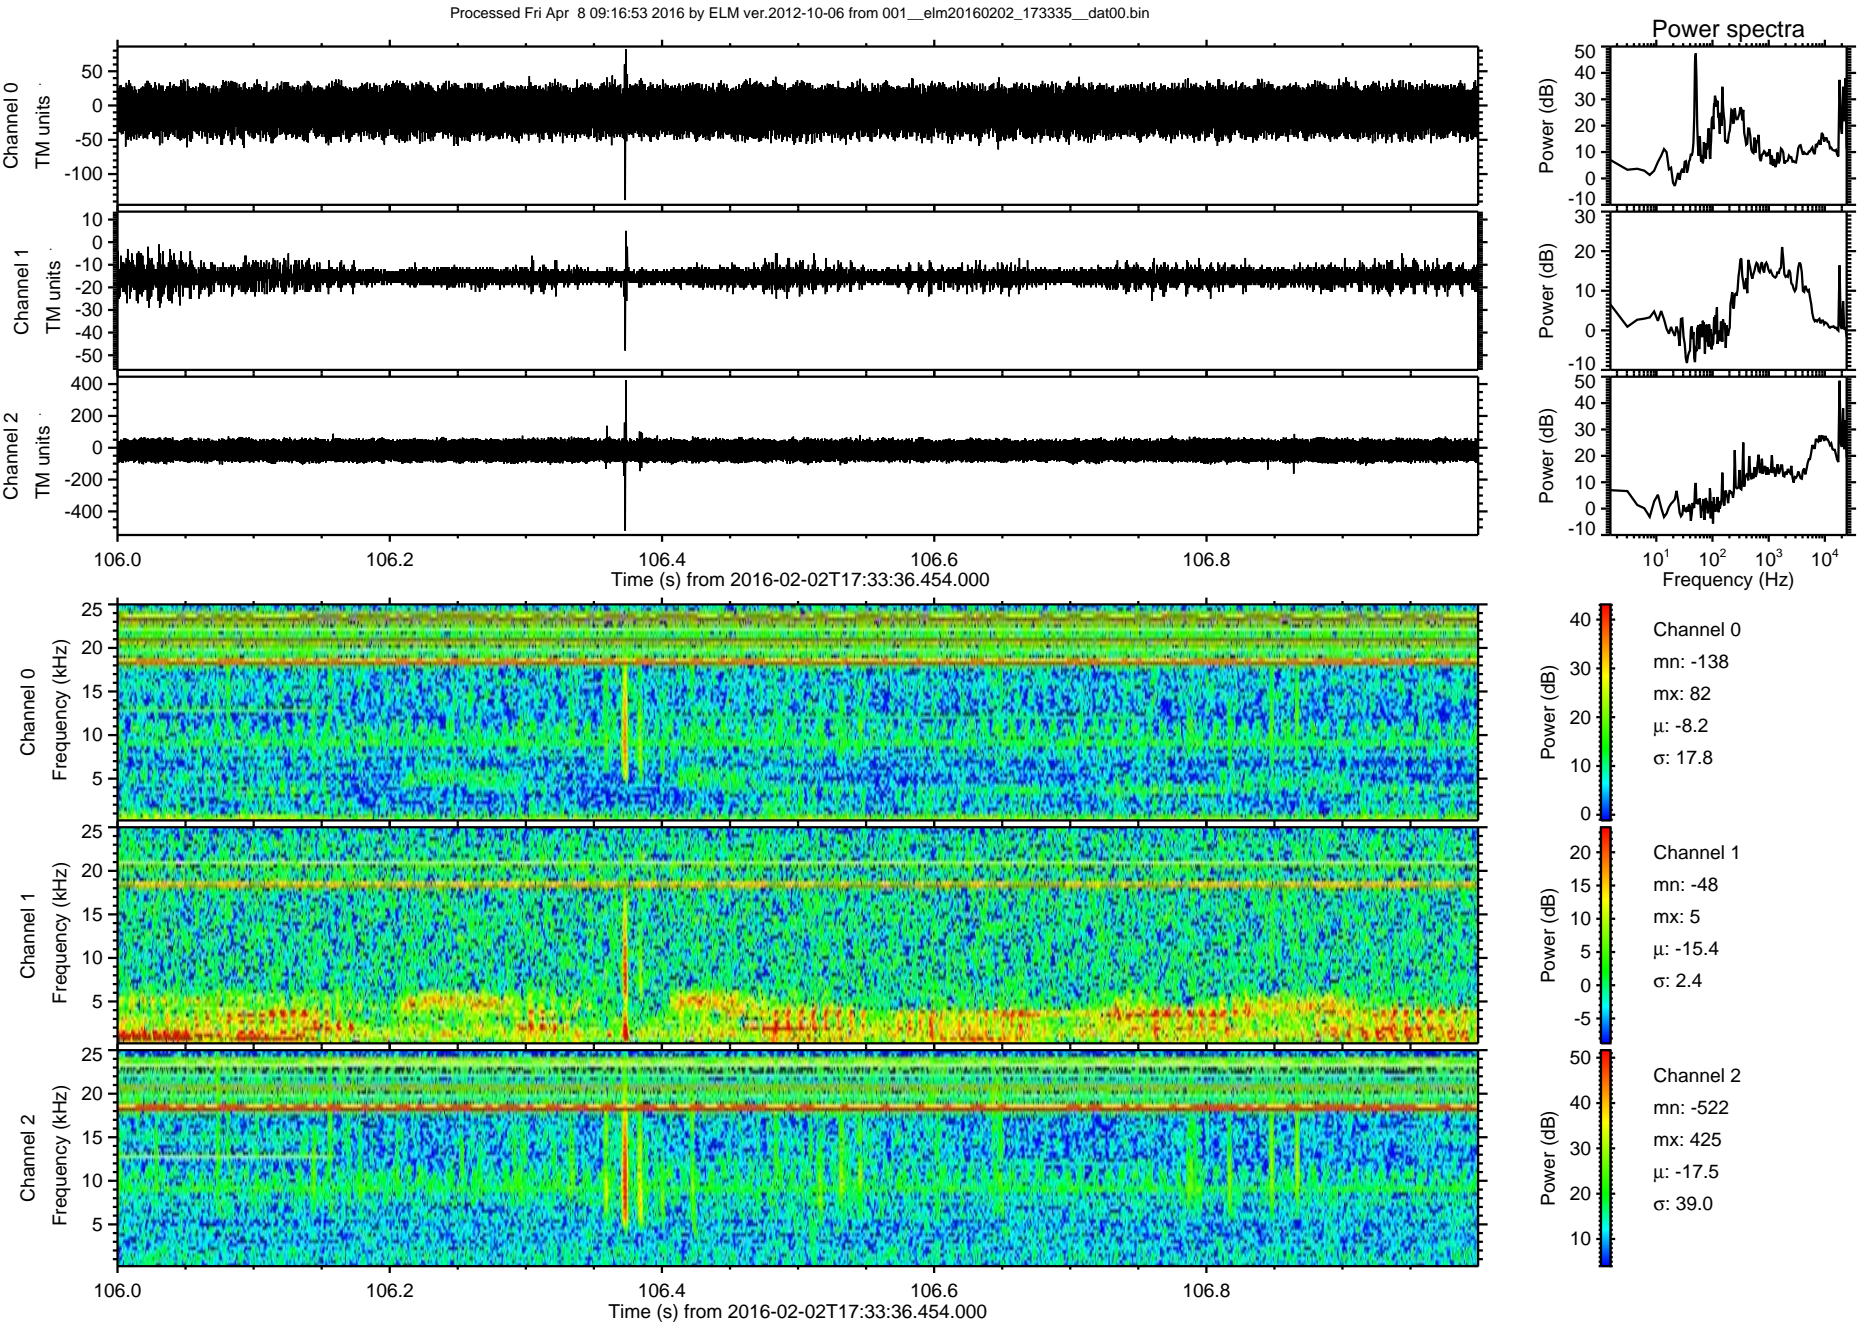 Processed Fri Apr  8 09:16:53 2016 by ELM ver.2012-10-06 from 001__elm20160202_173335__dat00.bin
Power spectra
Channel 0
TM units
50
0
-50
-100
Power (dB)
50
40
30
20
10
0
-10
Channel 1
TM units
10
0
-10
-20
-30
-40
-50
Power (dB)
30
20
10
0
-10
Channel 2
TM units
400
200
0
-200
-400
Power (dB)
50
40
30
20
10
0
-10
106.0 106.2 106.4 106.6 106.8
Time (s) from 2016-02-02T17:33:36.454.000
10¹ 10² 10³ 10⁴
Frequency (Hz)
Channel 0
Frequency (kHz)
25
20
15
10
5
Power (dB)
40
30
20
10
0
Channel 0
mn: -138
mx: 82
µ: -8.2
σ: 17.8
Channel 1
Frequency (kHz)
25
20
15
10
5
Power (dB)
20
15
10
5
0
-5
Channel 1
mn: -48
mx: 5
µ: -15.4
σ: 2.4
Channel 2
Frequency (kHz)
25
20
15
10
5
Power (dB)
50
40
30
20
10
Channel 2
mn: -522
mx: 425
µ: -17.5
σ: 39.0
106.0 106.2 106.4 106.6 106.8
Time (s) from 2016-02-02T17:33:36.454.000